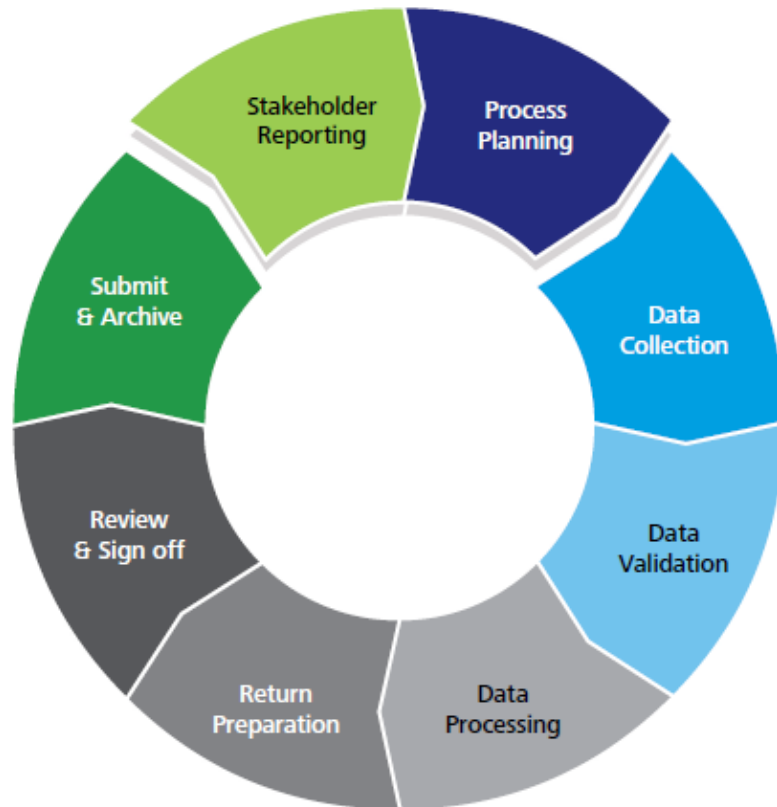 Stakeholder
Reporting
Process
Planning
Submit
& Archive
Data
Collection
Review
& Sign off
Data
Validation
Return
Preparation
Data
Processing